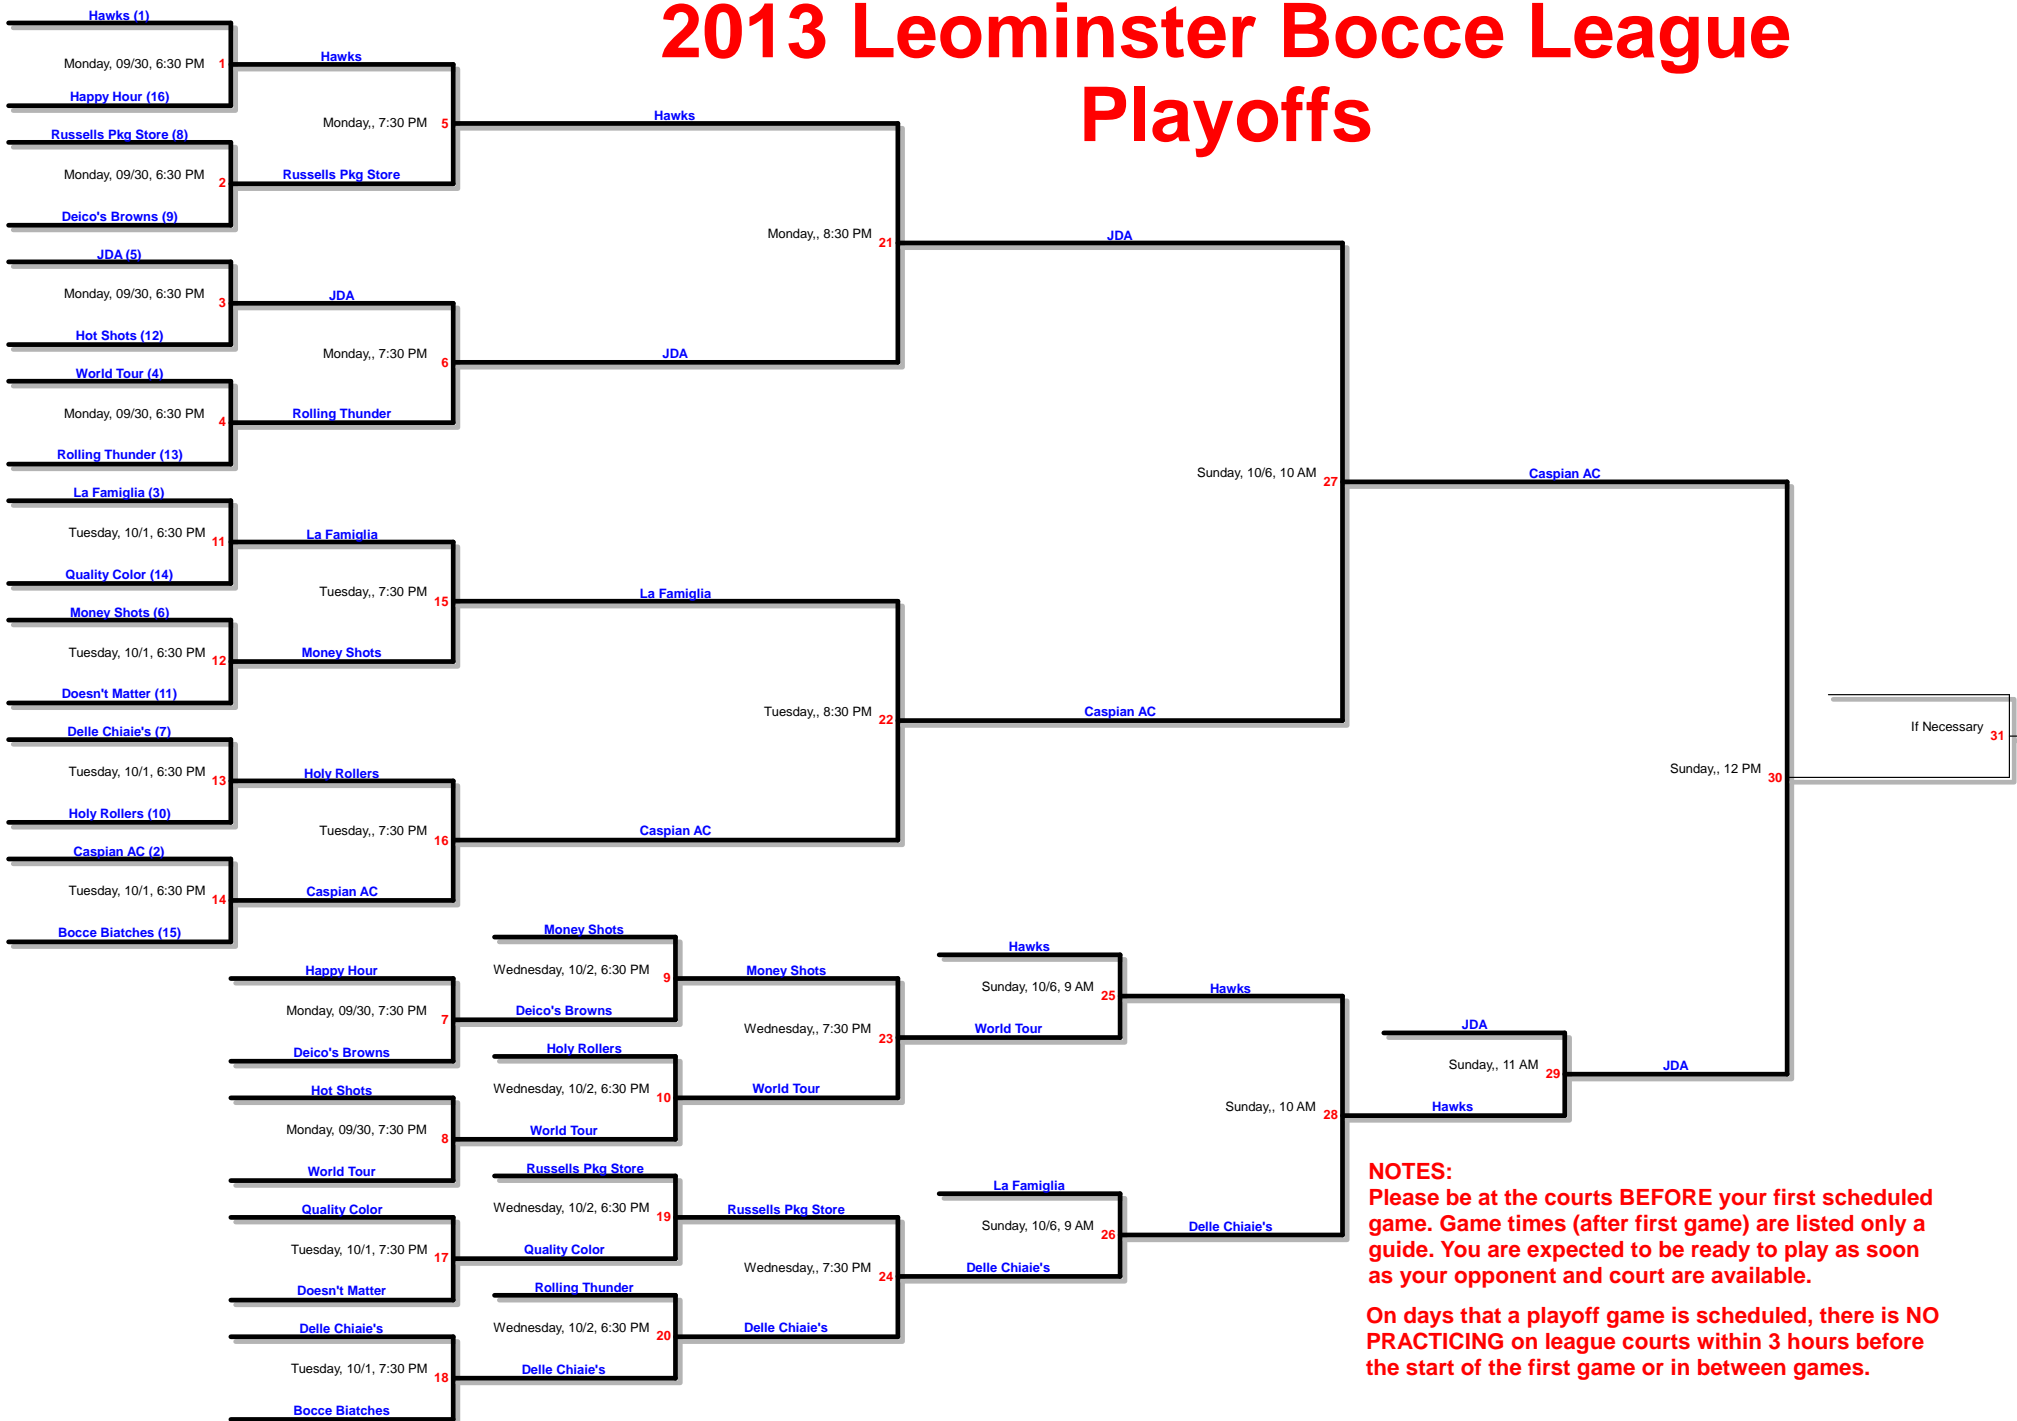 2013 Leominster Bocce League
Playoffs
Hawks (1)
Monday, 09/30, 6:30 PM 1
Happy Hour (16)
Russells Pkg Store (8)
Monday, 09/30, 6:30 PM 2
Deico's Browns (9)
JDA (5)
Monday, 09/30, 6:30 PM 3
Hot Shots (12)
World Tour (4)
Monday, 09/30, 6:30 PM 4
Rolling Thunder (13)
La Famiglia (3)
Tuesday, 10/1, 6:30 PM 11
Quality Color (14)
Money Shots (6)
Tuesday, 10/1, 6:30 PM 12
Doesn't Matter (11)
Delle Chiaie's (7)
Tuesday, 10/1, 6:30 PM 13
Holy Rollers (10)
Caspian AC (2)
Tuesday, 10/1, 6:30 PM 14
Bocce Biatches (15)
Hawks
Monday,, 7:30 PM 5
Russells Pkg Store
JDA
Monday,, 7:30 PM 6
Rolling Thunder
La Famiglia
Tuesday,, 7:30 PM 15
Money Shots
Holy Rollers
Tuesday,, 7:30 PM 16
Caspian AC
Hawks
Monday,, 8:30 PM 21
JDA
La Famiglia
Tuesday,, 8:30 PM 22
Caspian AC
JDA
Sunday, 10/6, 10 AM 27
Caspian AC
Caspian AC
Sunday,, 12 PM 30
If Necessary 31
Happy Hour
Monday, 09/30, 7:30 PM 7
Deico's Browns
Hot Shots
Monday, 09/30, 7:30 PM 8
World Tour
Quality Color
Tuesday, 10/1, 7:30 PM 17
Doesn't Matter
Delle Chiaie's
Tuesday, 10/1, 7:30 PM 18
Bocce Biatches
Money Shots
Wednesday, 10/2, 6:30 PM 9
Deico's Browns
Holy Rollers
Wednesday, 10/2, 6:30 PM 10
World Tour
Russells Pkg Store
Wednesday, 10/2, 6:30 PM 19
Quality Color
Rolling Thunder
Wednesday, 10/2, 6:30 PM 20
Delle Chiaie's
Money Shots
Wednesday,, 7:30 PM 23
World Tour
Russells Pkg Store
Wednesday,, 7:30 PM 24
Delle Chiaie's
Hawks
Sunday, 10/6, 9 AM 25
World Tour
La Famiglia
Sunday, 10/6, 9 AM 26
Delle Chiaie's
Hawks
Sunday,, 10 AM 28
Delle Chiaie's
JDA
Sunday,, 11 AM 29
Hawks
JDA
NOTES:
Please be at the courts BEFORE your first scheduled
game. Game times (after first game) are listed only a
guide. You are expected to be ready to play as soon
as your opponent and court are available.
On days that a playoff game is scheduled, there is NO
PRACTICING on league courts within 3 hours before
the start of the first game or in between games.